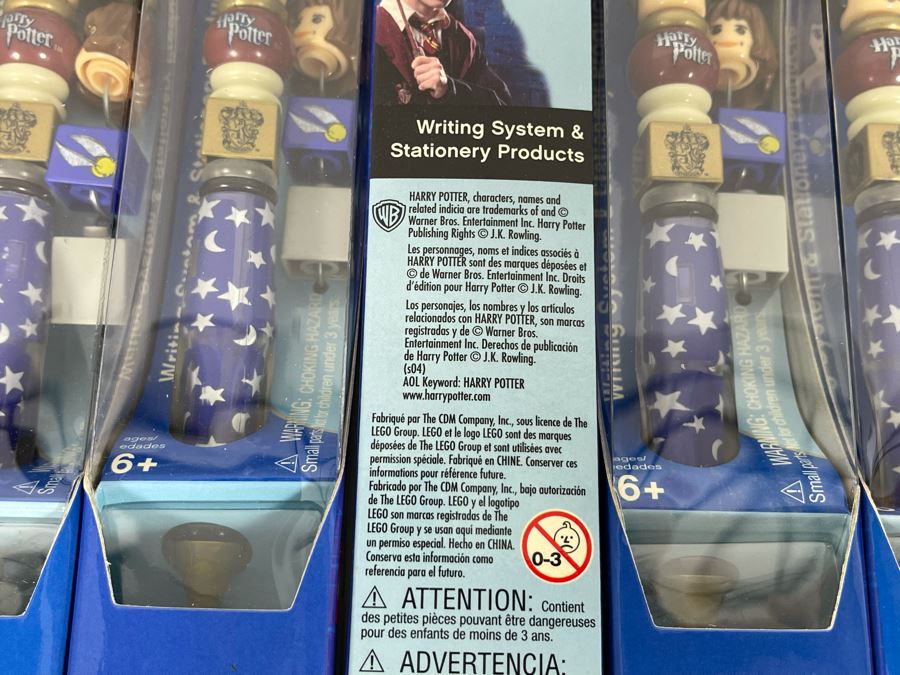 Harry
Potter
Harry
Potter
Harry
Potter
Writing System &
Stationery Products
WB
HARRY POTTER, characters, names and
related indicia are trademarks of and ©
Warner Bros. Entertainment Inc. Harry Potter
Publishing Rights © J.K. Rowling.
Les personnages, noms et indices associés à
HARRY POTTER sont des marques déposées et
© de Warner Bros. Entertainment Inc. Droits
d'édition pour Harry Potter © J.K. Rowling.
Los personjes, los nombres y los artículos
relacionados son HARRY POTTER, son marcas
registradas y de © Warner Bros.
Entertainment Inc. Derechos de publicación
de Harry Potter © J.K. Rowling.
(s04)
AOL Keyword: HARRY POTTER
www.harrypotter.com
Fabriqué par The CDM Company, Inc., sous licence de The
LEGO Group. LEGO et le logo LEGO sont des marques
déposées de The LEGO Group et sont utilisées avec
permission spéciale. Fabriqué en CHINE. Conserver ces
informations pour référence future.
Fabricado por The CDM Company, Inc., bajo autorización
de The LEGO Group. LEGO y el logotipo
LEGO son marcas registradas de The
LEGO Group y se usan aquí mediante
un permiso especial. Hecho en CHINA.
Conserva esta información como
referencia para el futuro.
0-3
ATTENTION: Contient
des petites pièces pouvant être dangereuses
pour des enfants de moins de 3 ans.
ADVERTENCIA:
ages/
edades
6+
WARNING: CHOKING HAZARD
Small parts for children under 3 years
ages/
edades
6+
WARNING: CHOKING HAZARD
Small parts